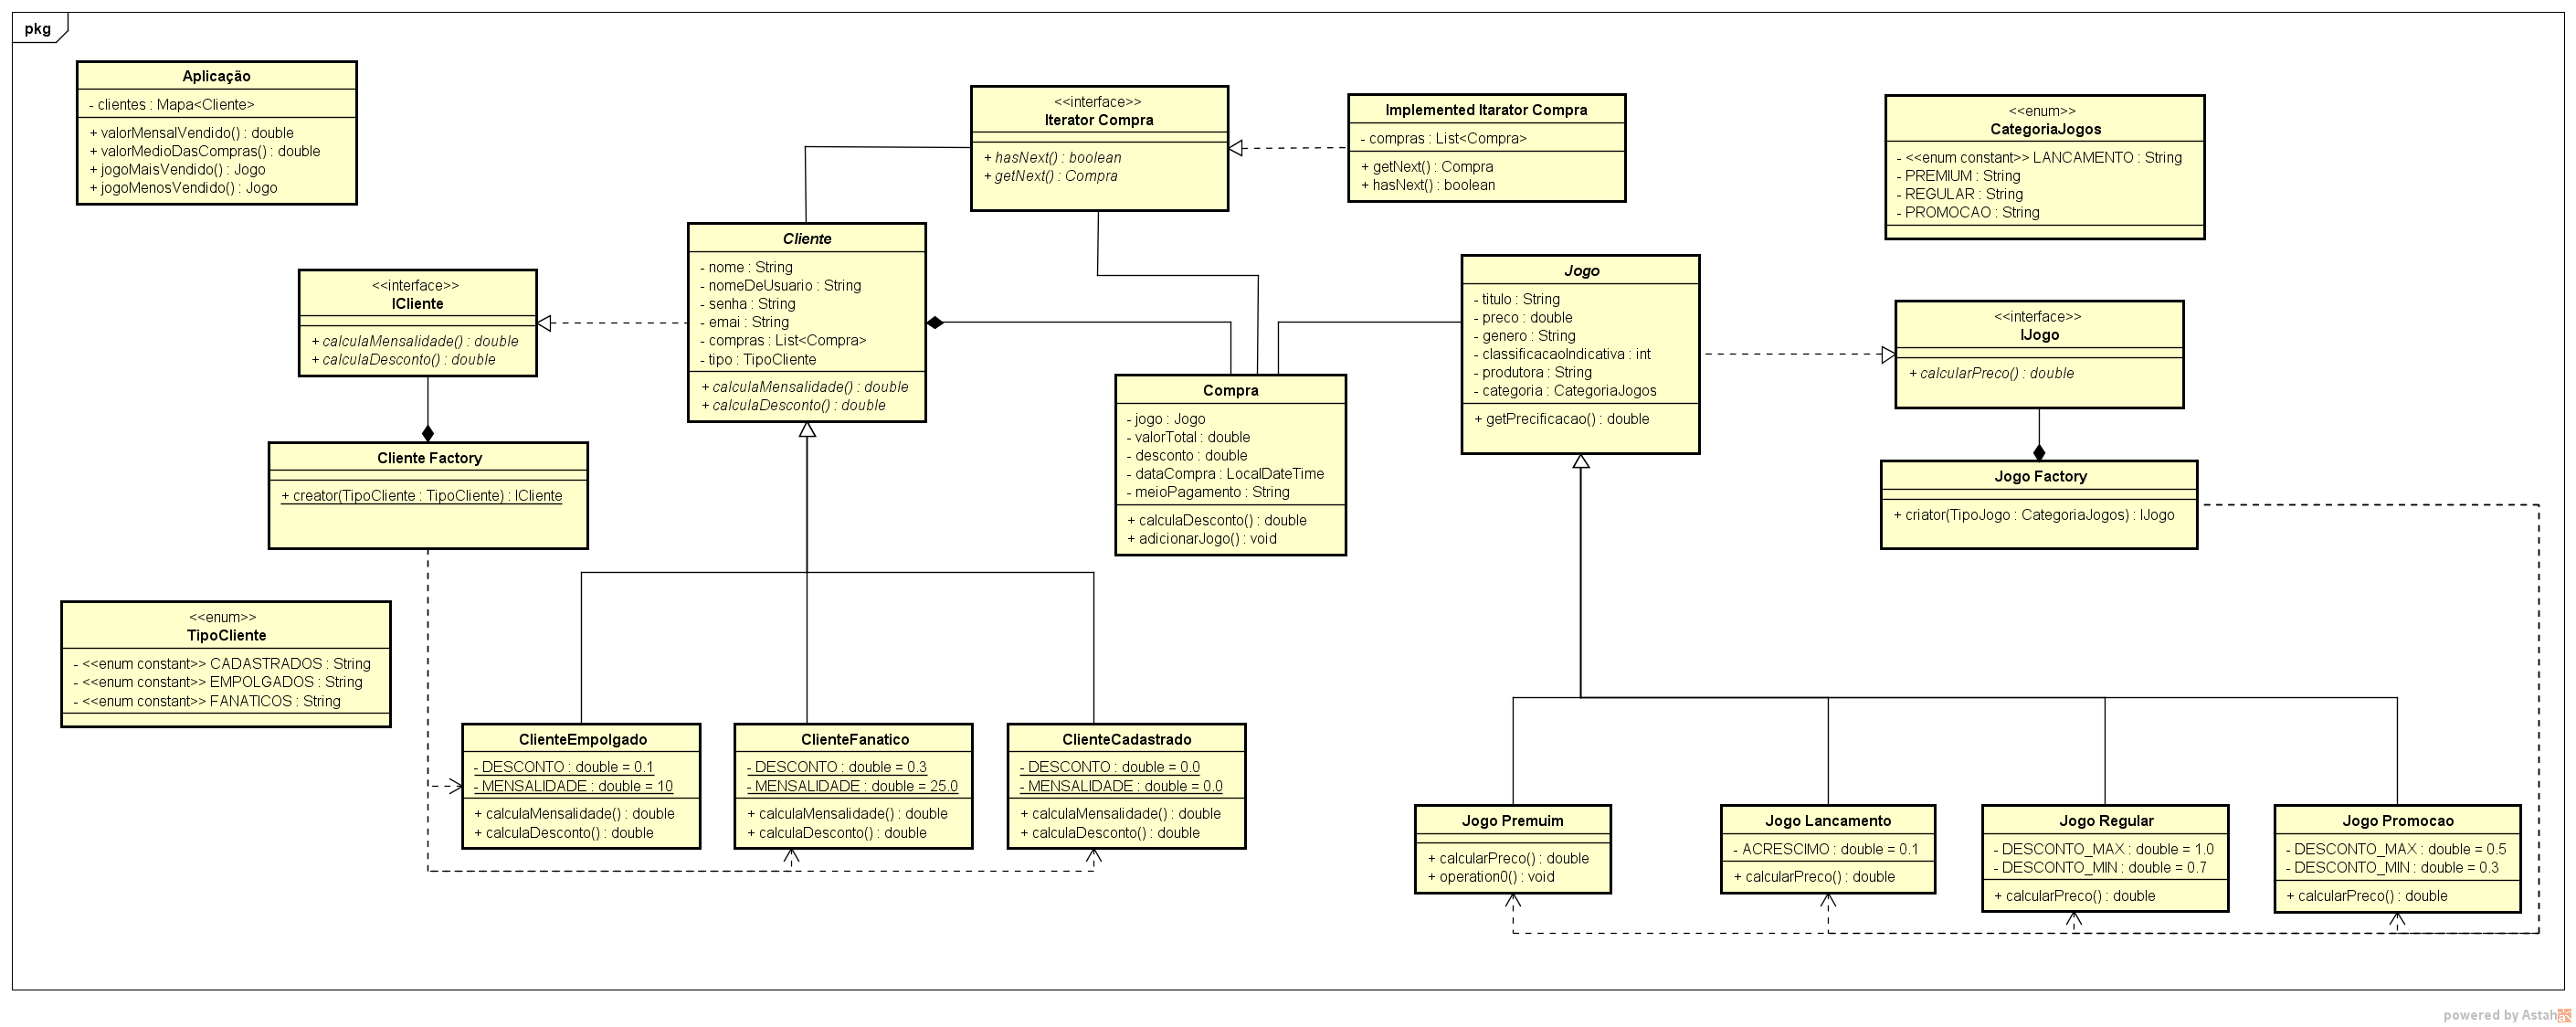 pkg
Aplicação
- clientes : Mapa<Cliente>
+ valorMensalVendido() : double
+ valorMedioDasCompras() : double
+ jogoMaisVendido() : Jogo
+ jogoMenosVendido() : Jogo
<<interface>>
Iterator Compra
+ hasNext() : boolean
+ getNext() : Compra
Implemented Itarator Compra
- compras : List<Compra>
+ getNext() : Compra
+ hasNext() : boolean
<<enum>>
CategoriaJogos
- <<enum constant>> LANCAMENTO : String
- PREMIUM : String
- REGULAR : String
- PROMOCAO : String
<<interface>>
ICliente
+ calculaMensalidade() : double
+ calculaDesconto() : double
Cliente
- nome : String
- nomeDeUsuario : String
- senha : String
- emai : String
- compras : List<Compra>
- tipo : TipoCliente
+ calculaMensalidade() : double
+ calculaDesconto() : double
Jogo
- titulo : String
- preco : double
- genero : String
- classificacaoIndicativa : int
- produtora : String
- categoria : CategoriaJogos
+ getPrecificacao() : double
<<interface>>
IJogo
+ calcularPreco() : double
Compra
- jogo : Jogo
- valorTotal : double
- desconto : double
- dataCompra : LocalDateTime
- meioPagamento : String
+ calculaDesconto() : double
+ adicionarJogo() : void
Cliente Factory
+ creator(TipoCliente : TipoCliente) : ICliente
Jogo Factory
+ criator(TipoJogo : CategoriaJogos) : IJogo
<<enum>>
TipoCliente
- <<enum constant>> CADASTRADOS : String
- <<enum constant>> EMPOLGADOS : String
- <<enum constant>> FANATICOS : String
ClienteEmpolgado
- DESCONTO : double = 0.1
- MENSALIDADE : double = 10
+ calculaMensalidade() : double
+ calculaDesconto() : double
ClienteFanatico
- DESCONTO : double = 0.3
- MENSALIDADE : double = 25.0
+ calculaMensalidade() : double
+ calculaDesconto() : double
ClienteCadastrado
- DESCONTO : double = 0.0
- MENSALIDADE : double = 0.0
+ calculaMensalidade() : double
+ calculaDesconto() : double
Jogo Premuim
+ calcularPreco() : double
+ operation0() : void
Jogo Lancamento
- ACRESCIMO : double = 0.1
+ calcularPreco() : double
Jogo Regular
- DESCONTO_MAX : double = 1.0
- DESCONTO_MIN : double = 0.7
+ calcularPreco() : double
Jogo Promocao
- DESCONTO_MAX : double = 0.5
- DESCONTO_MIN : double = 0.3
+ calcularPreco() : double
powered by Astah